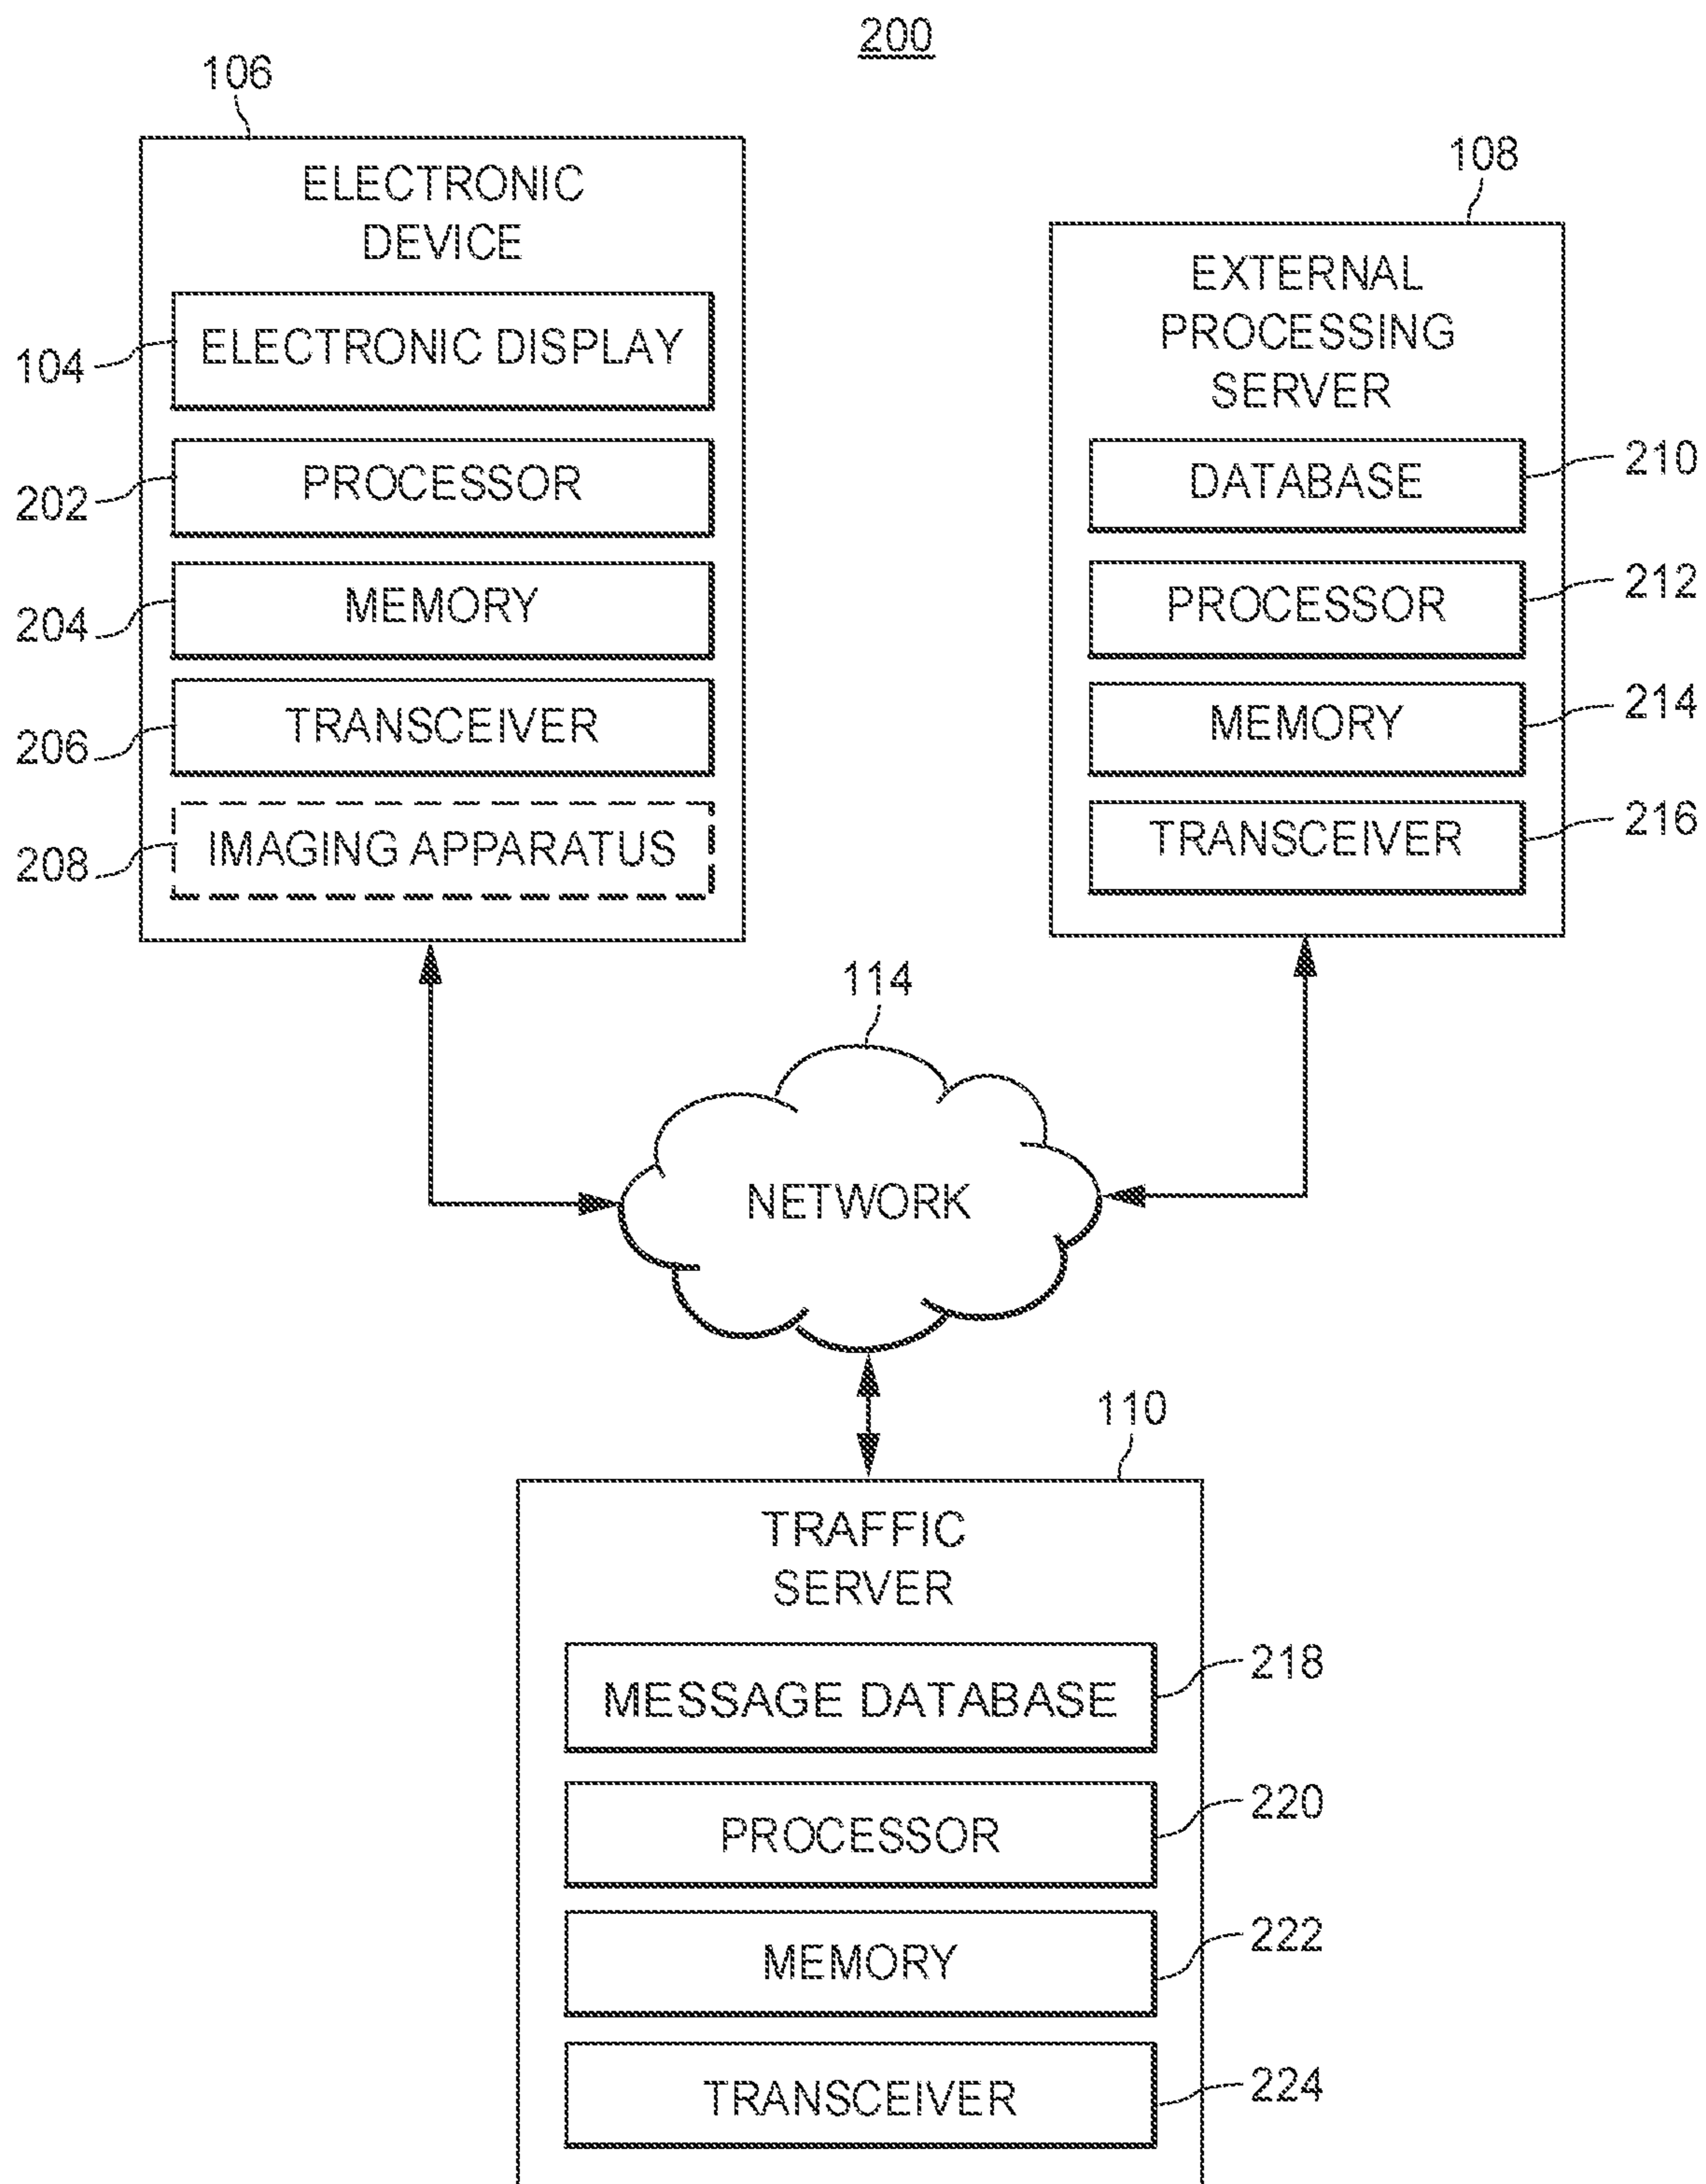 200
106
ELECTRONIC
DEVICE
104
ELECTRONIC DISPLAY
202
PROCESSOR
204
MEMORY
206
TRANSCEIVER
208
IMAGING APPARATUS
108
EXTERNAL
PROCESSING
SERVER
DATABASE
210
PROCESSOR
212
MEMORY
214
TRANSCEIVER
216
114
NETWORK
110
TRAFFIC
SERVER
MESSAGE DATABASE
218
PROCESSOR
220
MEMORY
222
TRANSCEIVER
224